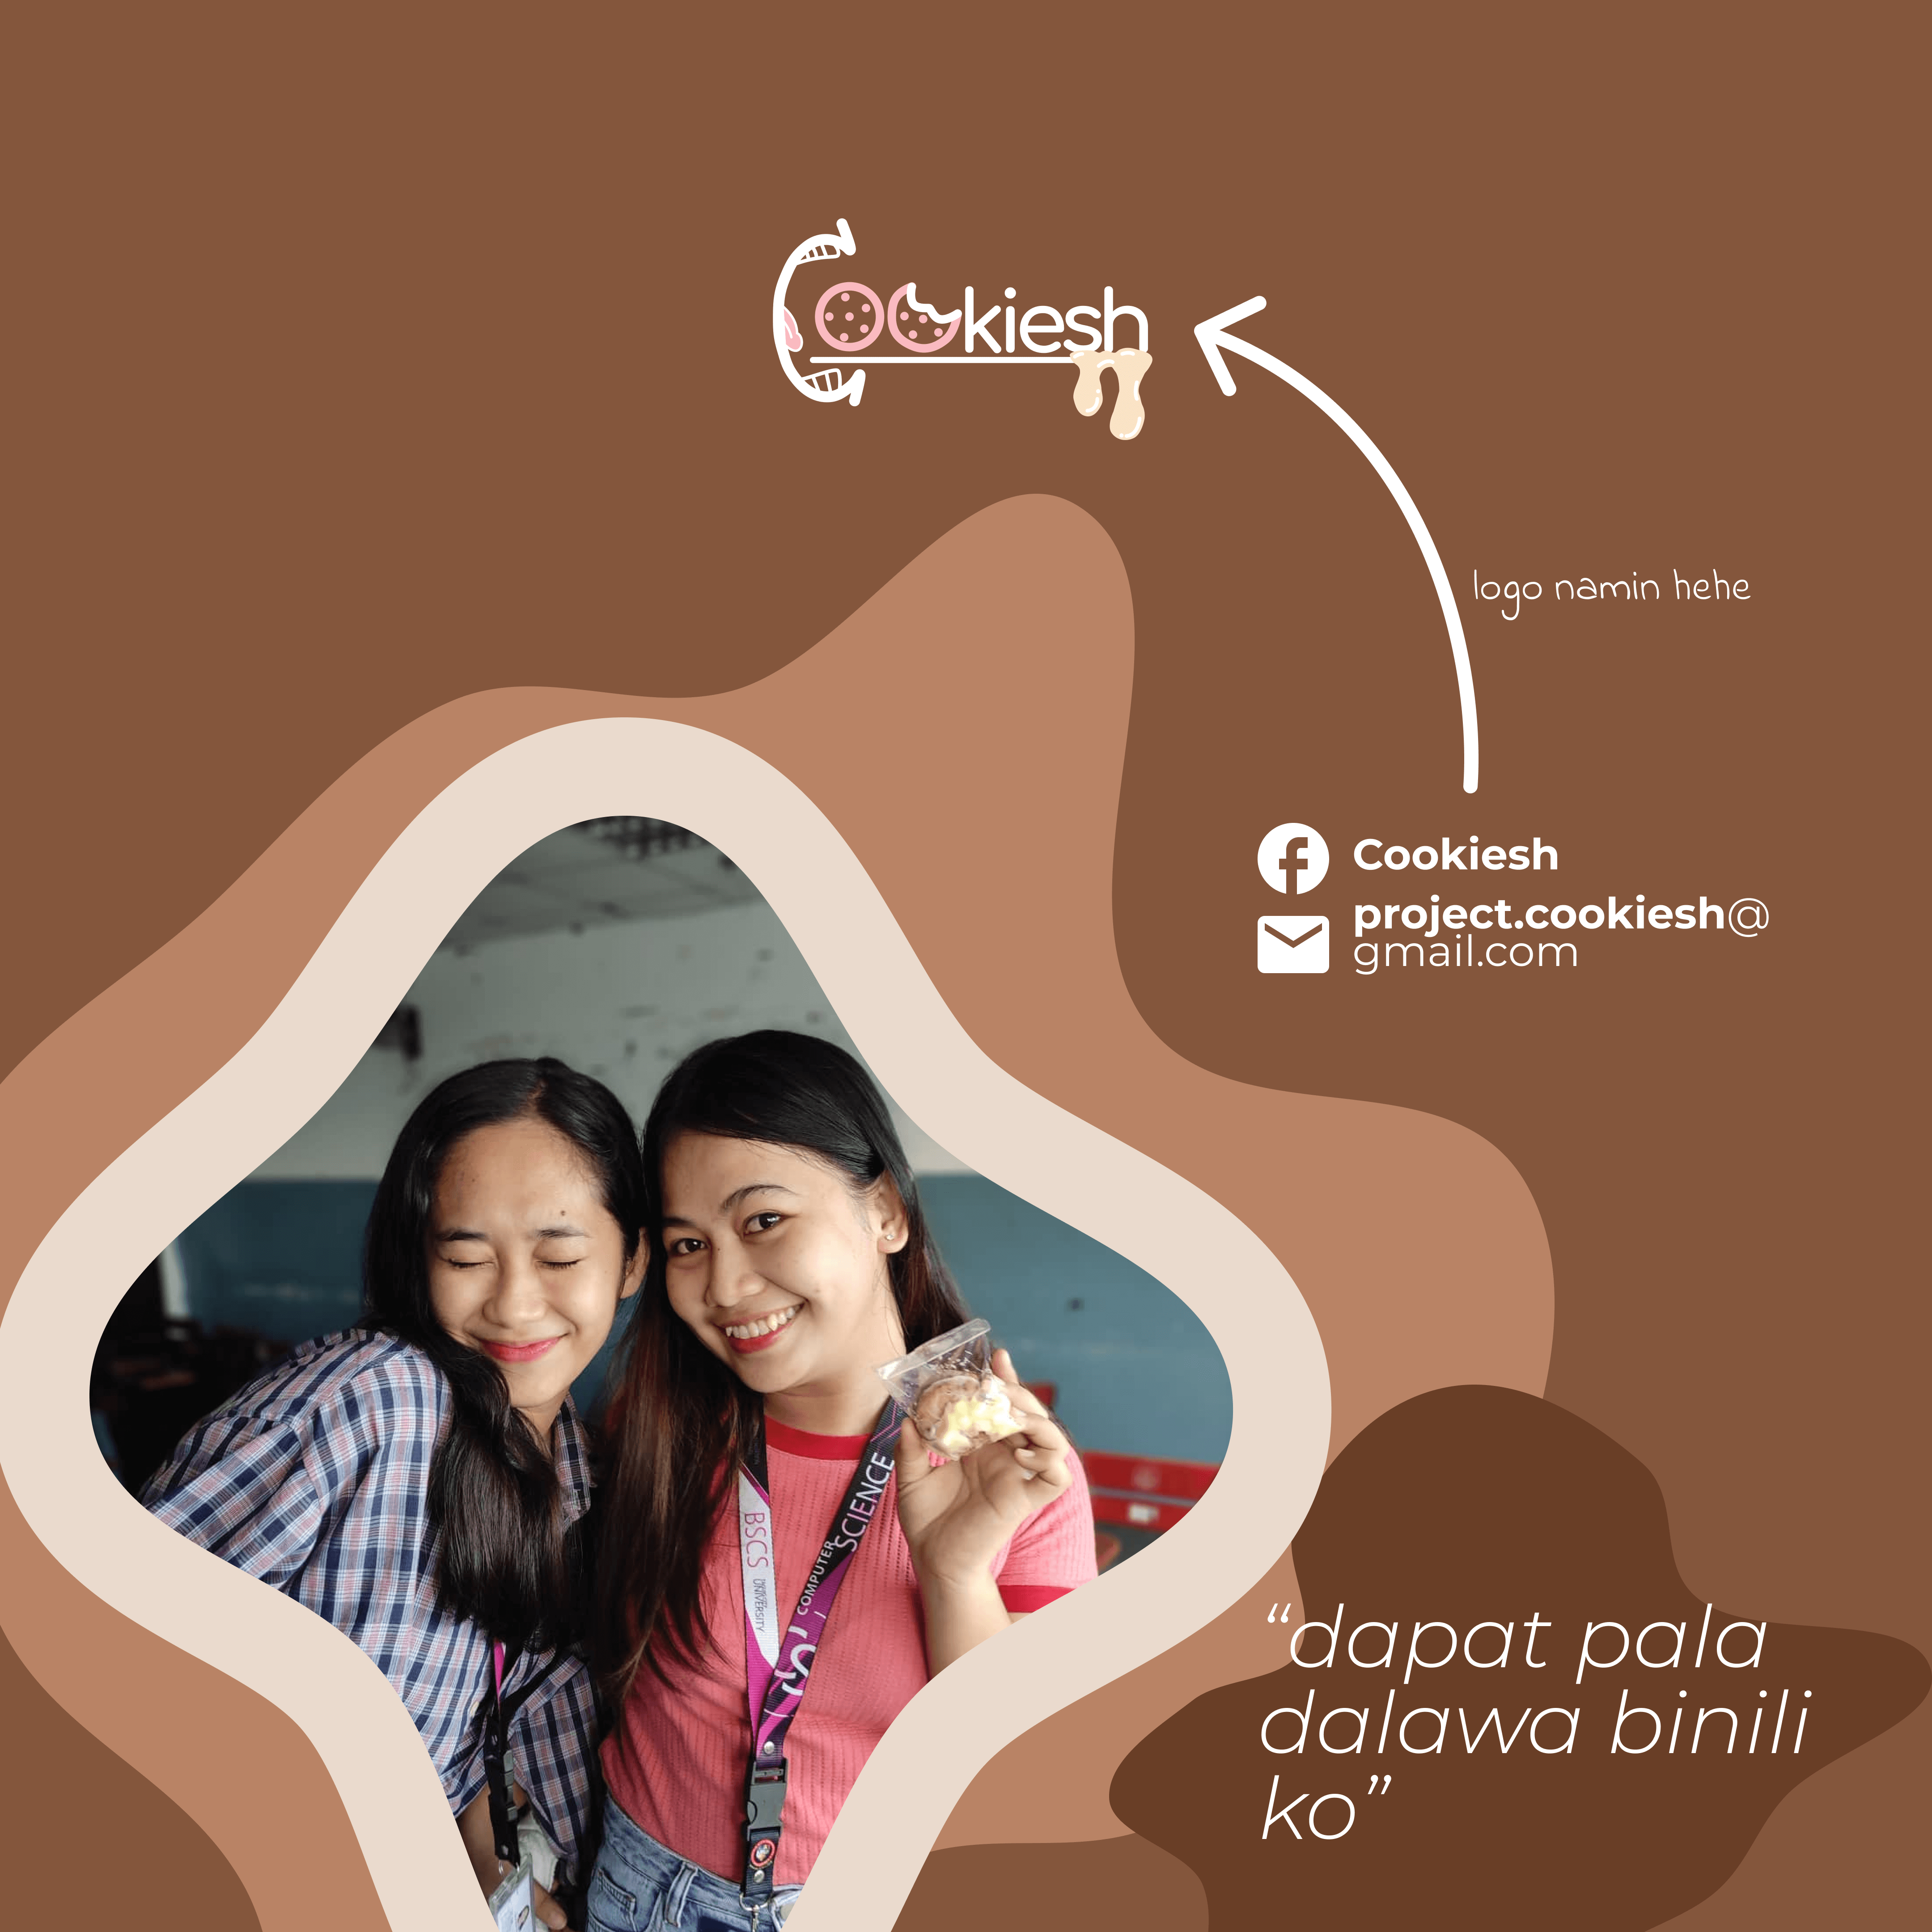 Cookiesh
logo namin hehe
Cookiesh
project.cookiesh@
gmail.com
BSCS
UNIVERSITY
COMPUTER
SCIENCE
“dapat pala
dalawa binili
ko”